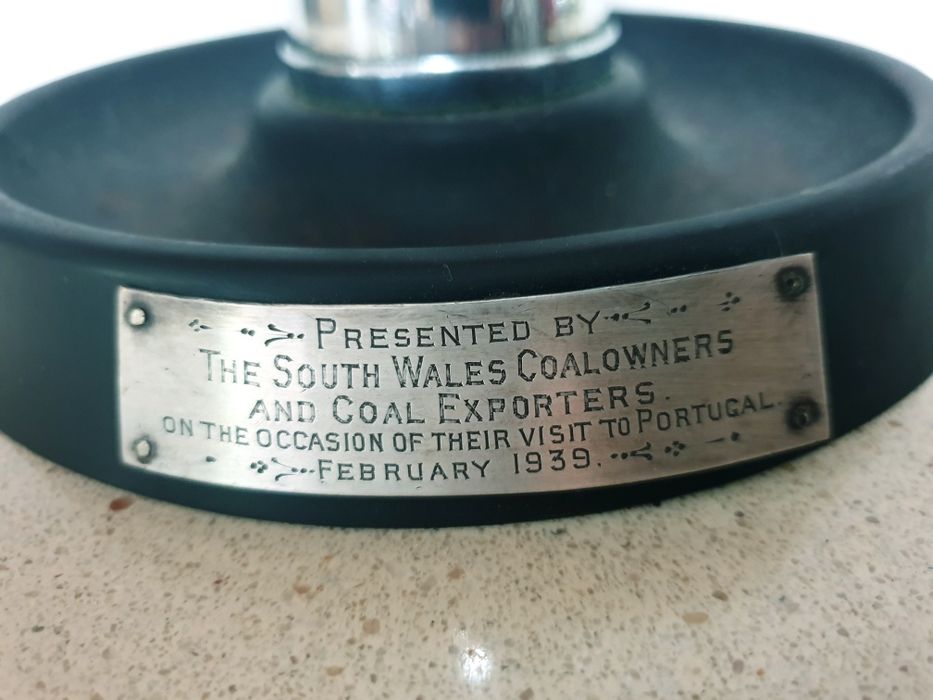 PRESENTED BY
THE SOUTH WALES COALOWNERS
AND COAL EXPORTERS.
ON THE OCCASION OF THEIR VISIT TO PORTUGAL.
FEBRUARY 1939.